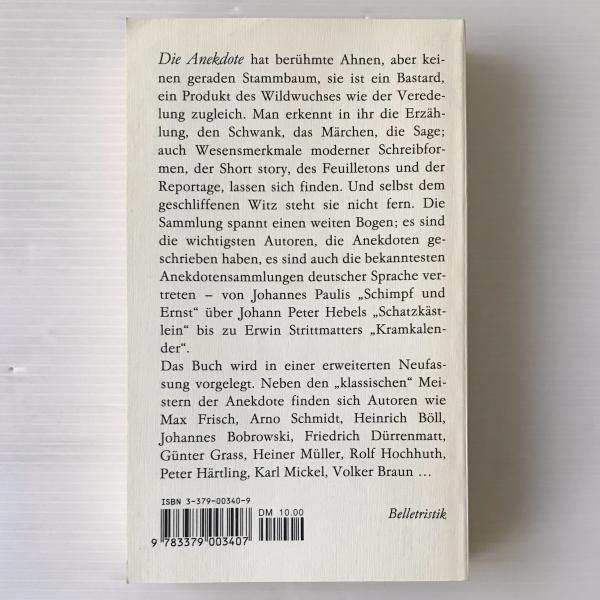 Die Anekdote hat berühmte Ahnen, aber kei-
nen geraden Stammbaum, sie ist ein Bastard,
ein Produkt des Wildwuchses wie der Verede-
lung zugleich. Man erkennt in ihr die Erzäh-
lung, den Schwank, das Märchen, die Sage;
auch Wesensmerkmale moderner Schreibfor-
men, der Short story, des Feuilletons und der
Reportage, lassen sich finden. Und selbst dem
geschliffenen Witz steht sie nicht fern. Die
Sammlung spannt einen weiten Bogen; es sind
die wichtigsten Autoren, die Anekdoten ge-
schrieben haben, es sind auch die bekanntesten
Anekdotensammlungen deutscher Sprache ver-
treten – von Johannes Paulis „Schimpf und
Ernst“ über Johann Peter Hebels „Schatzkäst-
lein“ bis zu Erwin Strittmatters „Kramkalen-
der“.
Das Buch wird in einer erweiterten Neufas-
sung vorgelegt. Neben den „klassischen“ Mei-
stern der Anekdote finden sich Autoren wie
Max Frisch, Arno Schmidt, Heinrich Böll,
Johannes Bobrowski, Friedrich Dürrenmatt,
Günter Grass, Heiner Müller, Rolf Hochhuth,
Peter Härtling, Karl Mickel, Volker Braun ...
ISBN 3-379-00340-9
DM 10.00
9 783379 003407
Belletristik